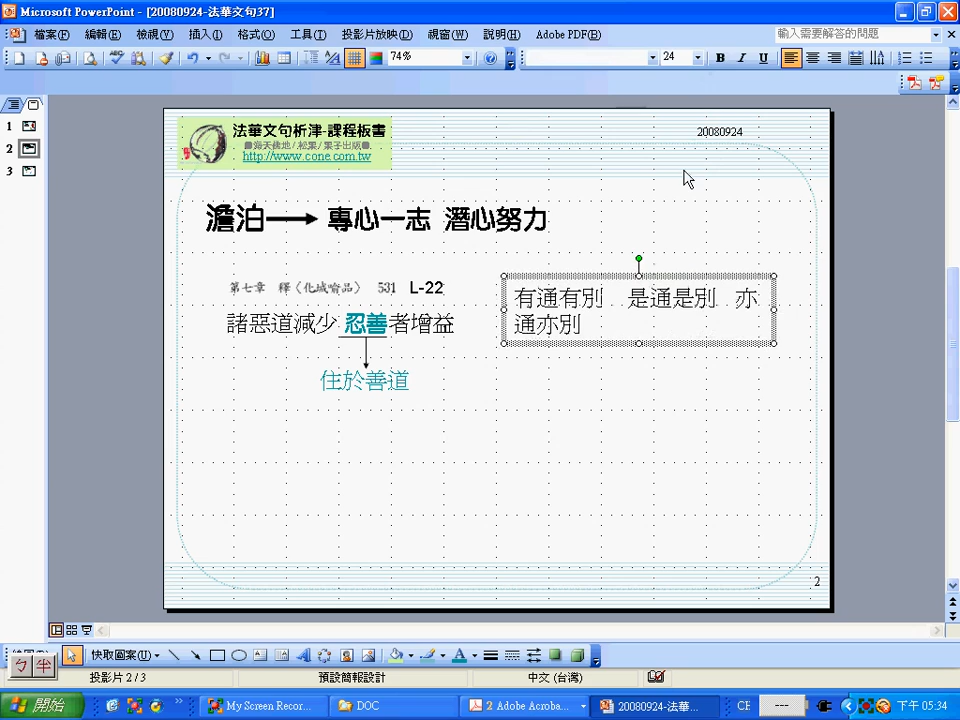 Microsoft PowerPoint - [20080924-法華文句37]
檔案(F) 編輯(E) 檢視(V) 插入(I) 格式(O) 工具(T) 投影片放映(D) 視窗(W) 說明(H) Adobe PDF(B) 輸入需要解答的問題
74% 24 B I U
1
2
3
法華文句析津-課程板書
http://www.cone.com.tw
20080924
澹泊 專心一志 潛心努力
第七章 釋〈化城喻品〉 531 L-22
諸惡道減少 忍善者增益
住於善道
有通有別 是通是別 亦
通亦別
2
快取圖案(U)
ㄅ 半
投影片 2 / 3 預設簡報設計 中文 (台灣)
開始 My Screen Recor... DOC 2 Adobe Acroba... 20080924-法華... CE 下午 05:34